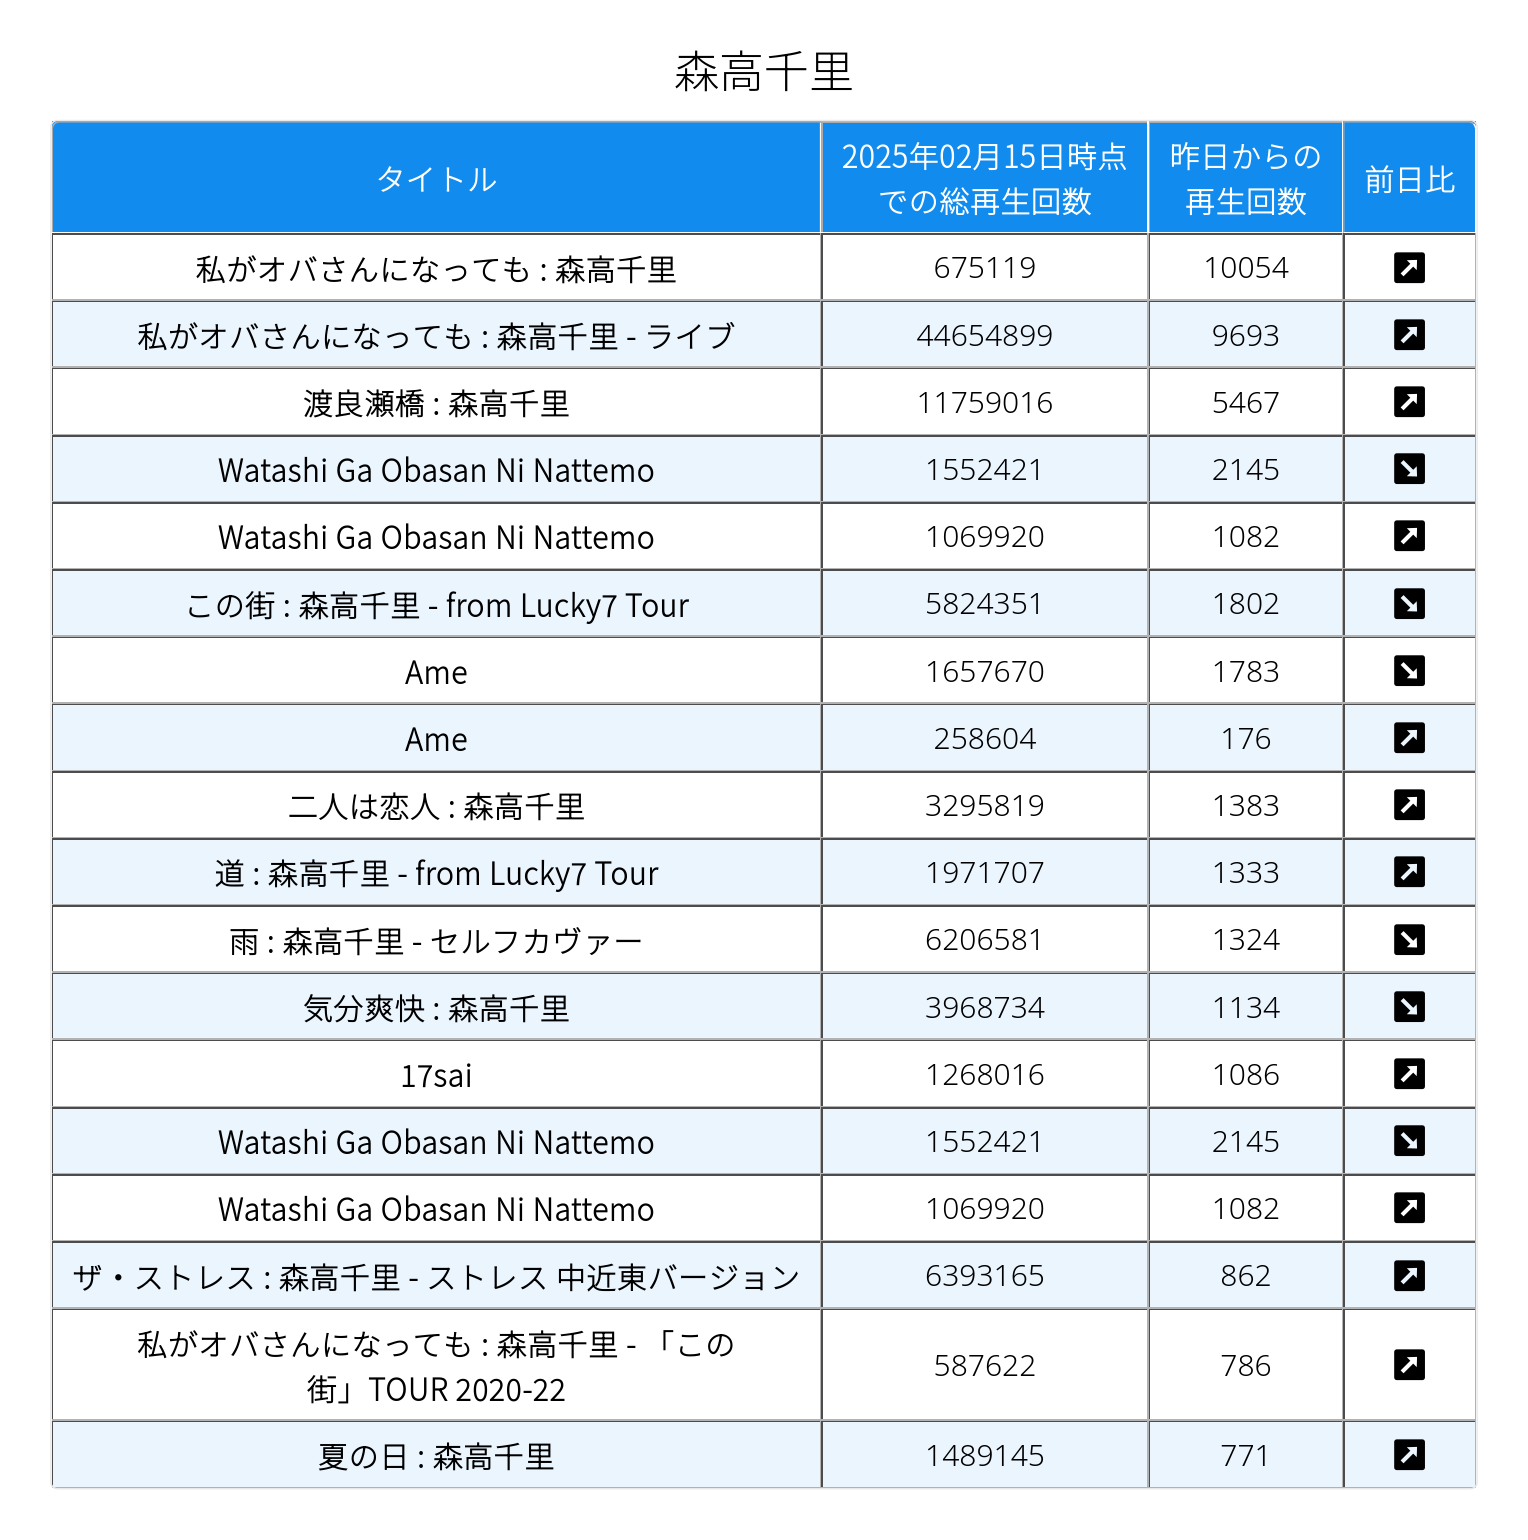 森高千里
タイトル 2025年02月15日時点 昨日からの 前日比
での総再生回数 再生回数
私がオバさんになっても : 森高千里 675119 10054
私がオバさんになっても : 森高千里 - ライブ 44654899 9693
渡良瀬橋 : 森高千里 11759016 5467
Watashi Ga Obasan Ni Nattemo 1552421 2145
Watashi Ga Obasan Ni Nattemo 1069920 1082
この街 : 森高千里 - from Lucky7 Tour 5824351 1802
Ame 1657670 1783
Ame 258604 176
二人は恋人 : 森高千里 3295819 1383
道 : 森高千里 - from Lucky7 Tour 1971707 1333
雨 : 森高千里 - セルフカヴァー 6206581 1324
気分爽快 : 森高千里 3968734 1134
17sai 1268016 1086
Watashi Ga Obasan Ni Nattemo 1552421 2145
Watashi Ga Obasan Ni Nattemo 1069920 1082
ザ・ストレス : 森高千里 - ストレス 中近東バージョン 6393165 862
私がオバさんになっても : 森高千里 - 「この
街」TOUR 2020-22 587622 786
夏の日 : 森高千里 1489145 771